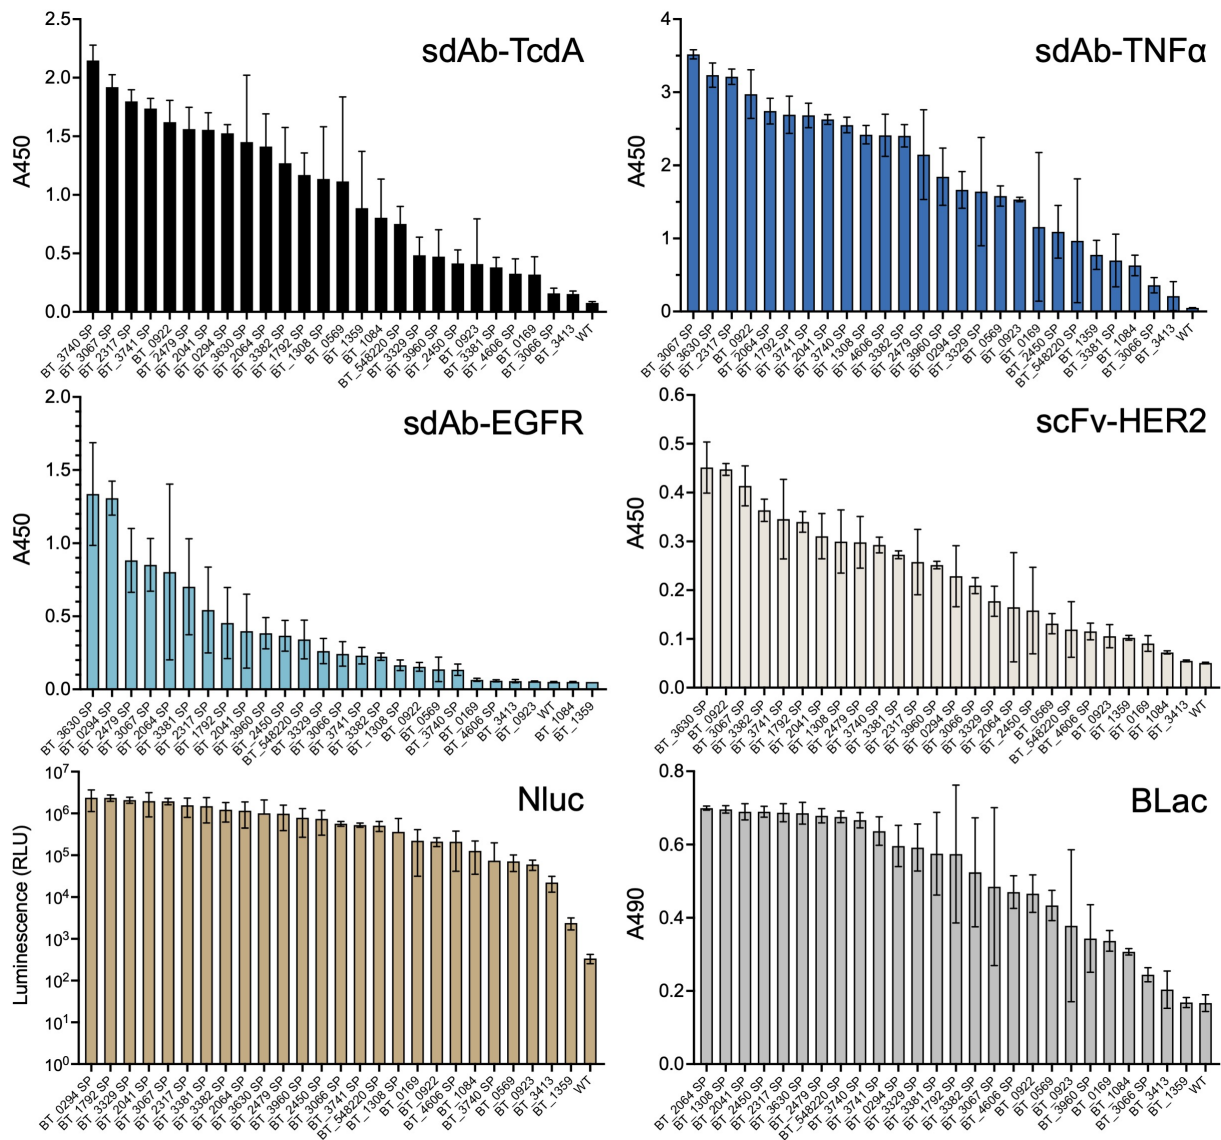 sdAb-TcdA
A450
2.5
2.0
1.5
1.0
0.5
0.0
BT_3740 SP
BT_3067 SP
BT_2317 SP
BT_3741 SP
BT_0922
BT_2479 SP
BT_2041 SP
BT_0294 SP
BT_3630 SP
BT_2064 SP
BT_3382 SP
BT_1792 SP
BT_1308 SP
BT_0569
BT_1359
BT_1084
BT_548220 SP
BT_3329 SP
BT_3960 SP
BT_2450 SP
BT_0923
BT_3381 SP
BT_4606 SP
BT_0169
BT_3066 SP
BT_3413
WT
sdAb-TNFα
A450
4
3
2
1
0
BT_3067 SP
BT_3630 SP
BT_2317 SP
BT_0922
BT_2064 SP
BT_1792 SP
BT_3741 SP
BT_2041 SP
BT_3740 SP
BT_1308 SP
BT_4606 SP
BT_3382 SP
BT_2479 SP
BT_3960 SP
BT_0294 SP
BT_3329 SP
BT_0569
BT_0923
BT_0169
BT_2450 SP
BT_548220 SP
BT_1359
BT_3381 SP
BT_1084
BT_3066 SP
BT_3413
WT
sdAb-EGFR
A450
2.0
1.5
1.0
0.5
0.0
BT_3630 SP
BT_0294 SP
BT_2479 SP
BT_3067 SP
BT_2064 SP
BT_3381 SP
BT_2317 SP
BT_1792 SP
BT_2041 SP
BT_3960 SP
BT_2450 SP
BT_548220 SP
BT_3329 SP
BT_3066 SP
BT_3741 SP
BT_3382 SP
BT_1308 SP
BT_0922
BT_0569
BT_3740 SP
BT_0169
BT_4606 SP
BT_3413
BT_0923
WT
BT_1084
BT_1359
scFv-HER2
A450
0.6
0.5
0.4
0.3
0.2
0.1
0.0
BT_3630 SP
BT_0922
BT_3067 SP
BT_3382 SP
BT_3741 SP
BT_1792 SP
BT_2041 SP
BT_1308 SP
BT_2479 SP
BT_3740 SP
BT_3381 SP
BT_2317 SP
BT_3960 SP
BT_0294 SP
BT_3066 SP
BT_3329 SP
BT_2064 SP
BT_2450 SP
BT_0569
BT_548220 SP
BT_4606 SP
BT_0923
BT_1359
BT_0169
BT_1084
BT_3413
WT
Nluc
Luminescence (RLU)
10⁷
10⁶
10⁵
10⁴
10³
10²
10¹
10⁰
BT_0294 SP
BT_1792 SP
BT_3329 SP
BT_2041 SP
BT_3067 SP
BT_2317 SP
BT_3381 SP
BT_3382 SP
BT_2064 SP
BT_3630 SP
BT_2479 SP
BT_3960 SP
BT_2450 SP
BT_3066 SP
BT_3741 SP
BT_548220 SP
BT_1308 SP
BT_0169
BT_0922
BT_4606 SP
BT_1084
BT_3740 SP
BT_0569
BT_0923
BT_3413
BT_1359
WT
BLac
A490
0.8
0.6
0.4
0.2
0.0
BT_2064 SP
BT_1308 SP
BT_2041 SP
BT_2450 SP
BT_2317 SP
BT_3630 SP
BT_2479 SP
BT_548220 SP
BT_3740 SP
BT_3741 SP
BT_0294 SP
BT_3329 SP
BT_3381 SP
BT_1792 SP
BT_3382 SP
BT_3067 SP
BT_4606 SP
BT_0922
BT_0569
BT_0923
BT_3960 SP
BT_0169
BT_1084
BT_3066 SP
BT_3413
BT_1359
WT